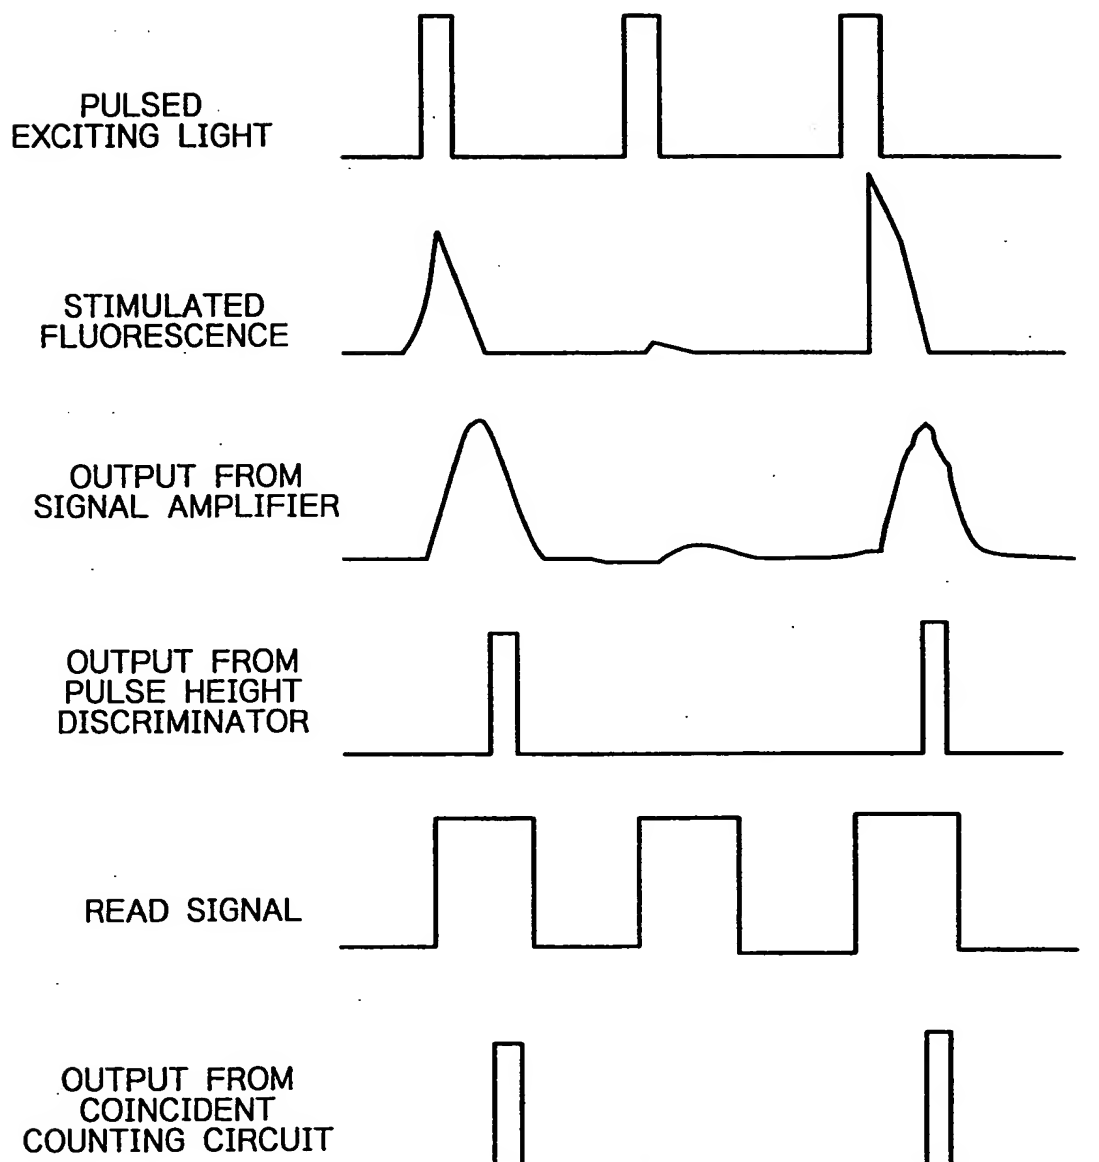 PULSED
EXCITING LIGHT
STIMULATED
FLUORESCENCE
OUTPUT FROM
SIGNAL AMPLIFIER
OUTPUT FROM
PULSE HEIGHT
DISCRIMINATOR
READ SIGNAL
OUTPUT FROM
COINCIDENT
COUNTING CIRCUIT